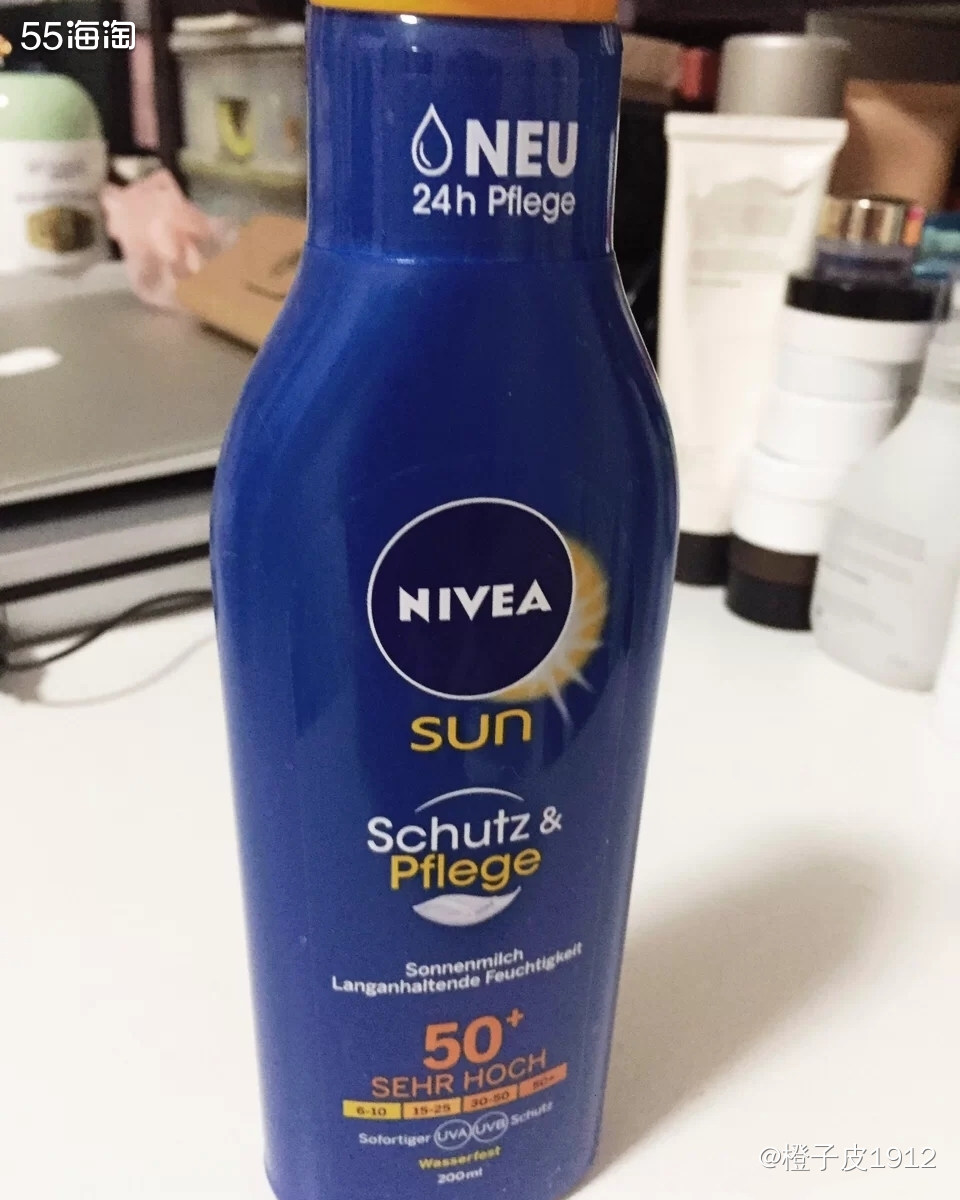 55海淘
NEU
24h Pflege
NIVEA
sun
Schutz &
Pflege
Sonnenmilch
Langanhaltende Feuchtigkeit
50+
SEHR HOCH
6-10 15-25 30-50 50+
Sofortiger UVA UVB Schutz
Wasserfest
200ml
@橙子皮1912